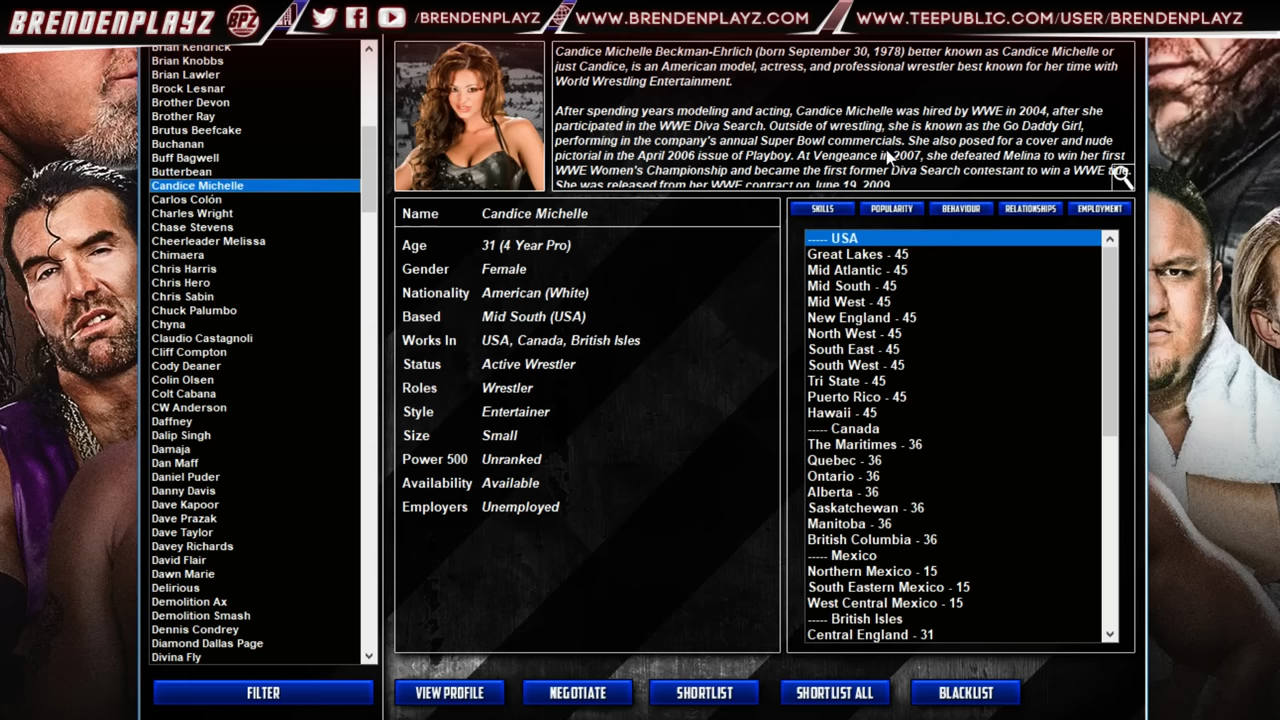 BRENDENPLAYZ BPZ /BRENDENPLAYZ WWW.BRENDENPLAYZ.COM WWW.TEEPUBLIC.COM/USER/BRENDENPLAYZ
Brian Kendrick
Brian Knobbs
Brian Lawler
Brock Lesnar
Brother Devon
Brother Ray
Brutus Beefcake
Buchanan
Buff Bagwell
Butterbean
Candice Michelle
Carlos Colón
Charles Wright
Chase Stevens
Cheerleader Melissa
Chimaera
Chris Harris
Chris Hero
Chris Sabin
Chuck Palumbo
Chyna
Claudio Castagnoli
Cliff Compton
Cody Deaner
Colin Olsen
Colt Cabana
CW Anderson
Daffney
Dalip Singh
Damaja
Dan Maff
Daniel Puder
Danny Davis
Dave Kapoor
Dave Prazak
Dave Taylor
Davey Richards
David Flair
Dawn Marie
Delirious
Demolition Ax
Demolition Smash
Dennis Condrey
Diamond Dallas Page
Divina Fly
FILTER
Candice Michelle Beckman-Ehrlich (born September 30, 1978) better known as Candice Michelle or
just Candice, is an American model, actress, and professional wrestler best known for her time with
World Wrestling Entertainment.
After spending years modeling and acting, Candice Michelle was hired by WWE in 2004, after she
participated in the WWE Diva Search. Outside of wrestling, she is known as the Go Daddy Girl,
performing in the company's annual Super Bowl commercials. She also posed for a cover and nude
pictorial in the April 2006 issue of Playboy. At Vengeance in 2007, she defeated Melina to win her first
WWE Women's Championship and became the first former Diva Search contestant to win a WWE title.
She was released from her WWE contract on June 19, 2009
Name Candice Michelle
Age 31 (4 Year Pro)
Gender Female
Nationality American (White)
Based Mid South (USA)
Works In USA, Canada, British Isles
Status Active Wrestler
Roles Wrestler
Style Entertainer
Size Small
Power 500 Unranked
Availability Available
Employers Unemployed
SKILLS POPULARITY BEHAVIOUR RELATIONSHIPS EMPLOYMENT
----- USA
Great Lakes - 45
Mid Atlantic - 45
Mid South - 45
Mid West - 45
New England - 45
North West - 45
South East - 45
South West - 45
Tri State - 45
Puerto Rico - 45
Hawaii - 45
----- Canada
The Maritimes - 36
Quebec - 36
Ontario - 36
Alberta - 36
Saskatchewan - 36
Manitoba - 36
British Columbia - 36
----- Mexico
Northern Mexico - 15
South Eastern Mexico - 15
West Central Mexico - 15
----- British Isles
Central England - 31
VIEW PROFILE NEGOTIATE SHORTLIST SHORTLIST ALL BLACKLIST